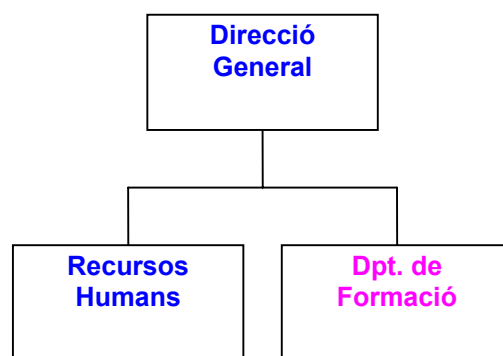 Direcció
General
Recursos
Humans
Dpt. de
Formació